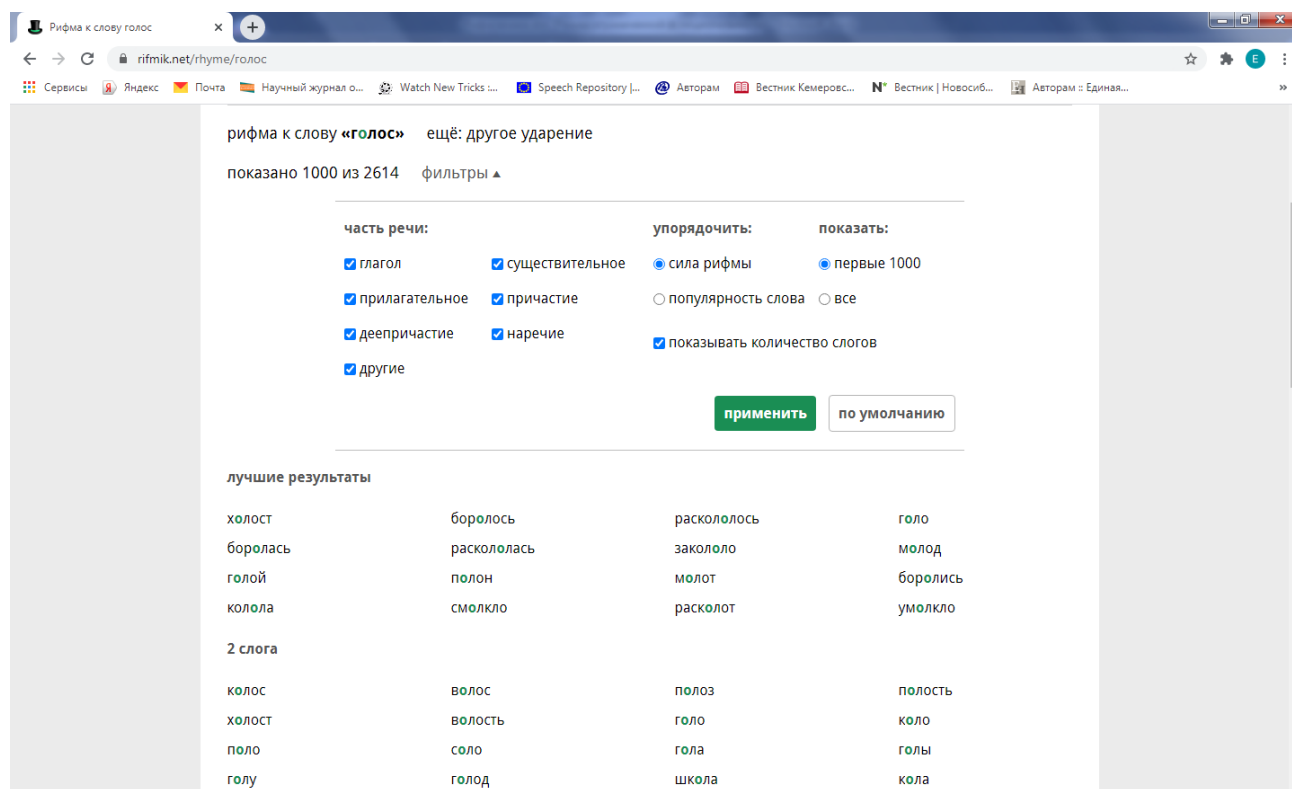 Рифма к слову голос
rifmik.net/rhyme/голос
E
Сервисы Яндекс Почта Научный журнал о... Watch New Tricks :... Speech Repository |... Авторам Вестник Кемеровс... Вестник | Новосиб... Авторам :: Единая... »
рифма к слову «голос» ещё: другое ударение
показано 1000 из 2614 фильтры ▲
часть речи: упорядочить: показать:
глагол существительное сила рифмы первые 1000
прилагательное причастие популярность слова все
деепричастие наречие показывать количество слогов
другие
применить по умолчанию
лучшие результаты
холост боролось раскололось голо
боролась раскололась закололо молод
голой полон молот боролись
колола смолкло расколот умолкло
2 слога
колос волос полоз полость
холост волость голо коло
поло соло гола голы
голу голод школа кола